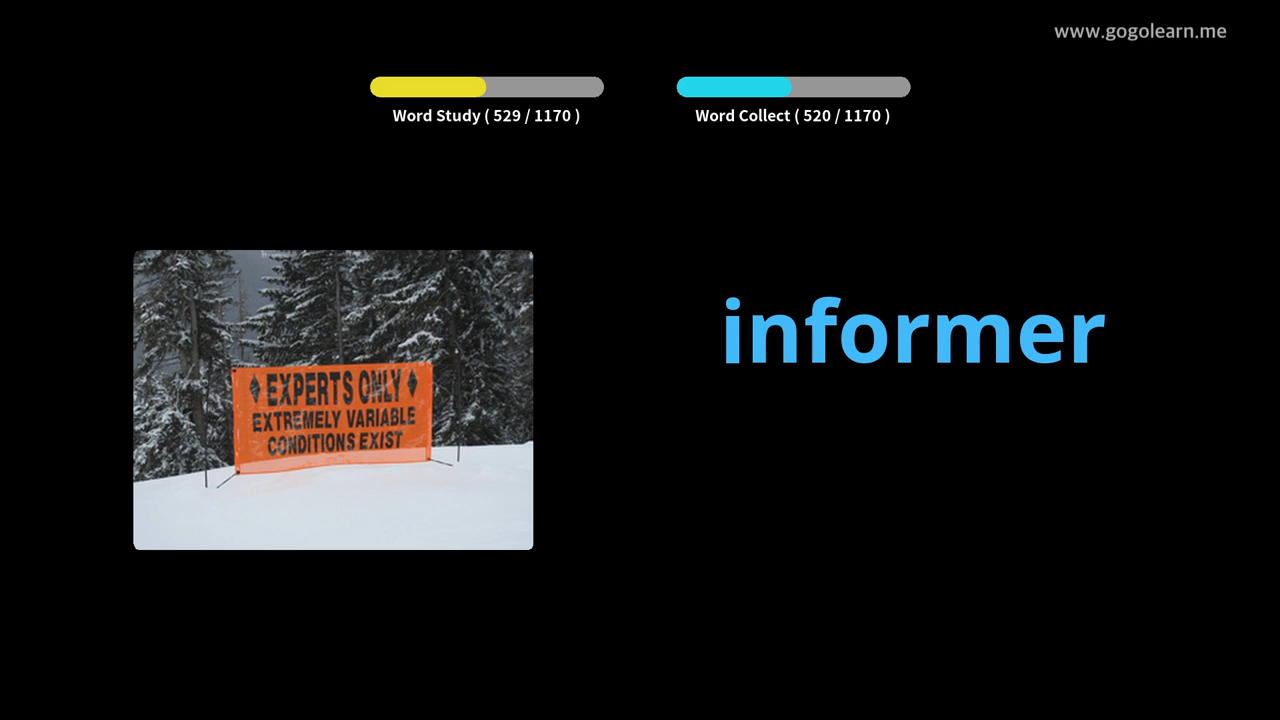 www.gogolearn.me
Word Study ( 529 / 1170 )
Word Collect ( 520 / 1170 )
EXPERTS ONLY
EXTREMELY VARIABLE
CONDITIONS EXIST
informer